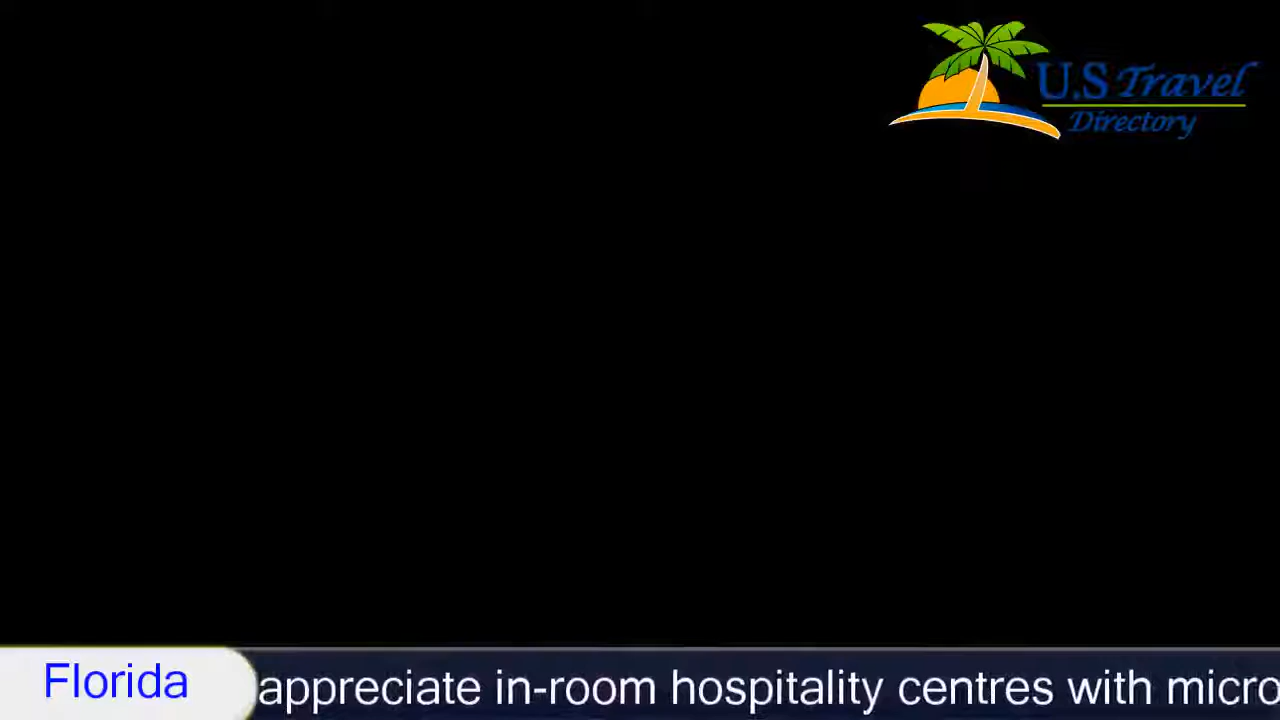 U.S Travel
Directory
Florida
appreciate in-room hospitality centres with micro